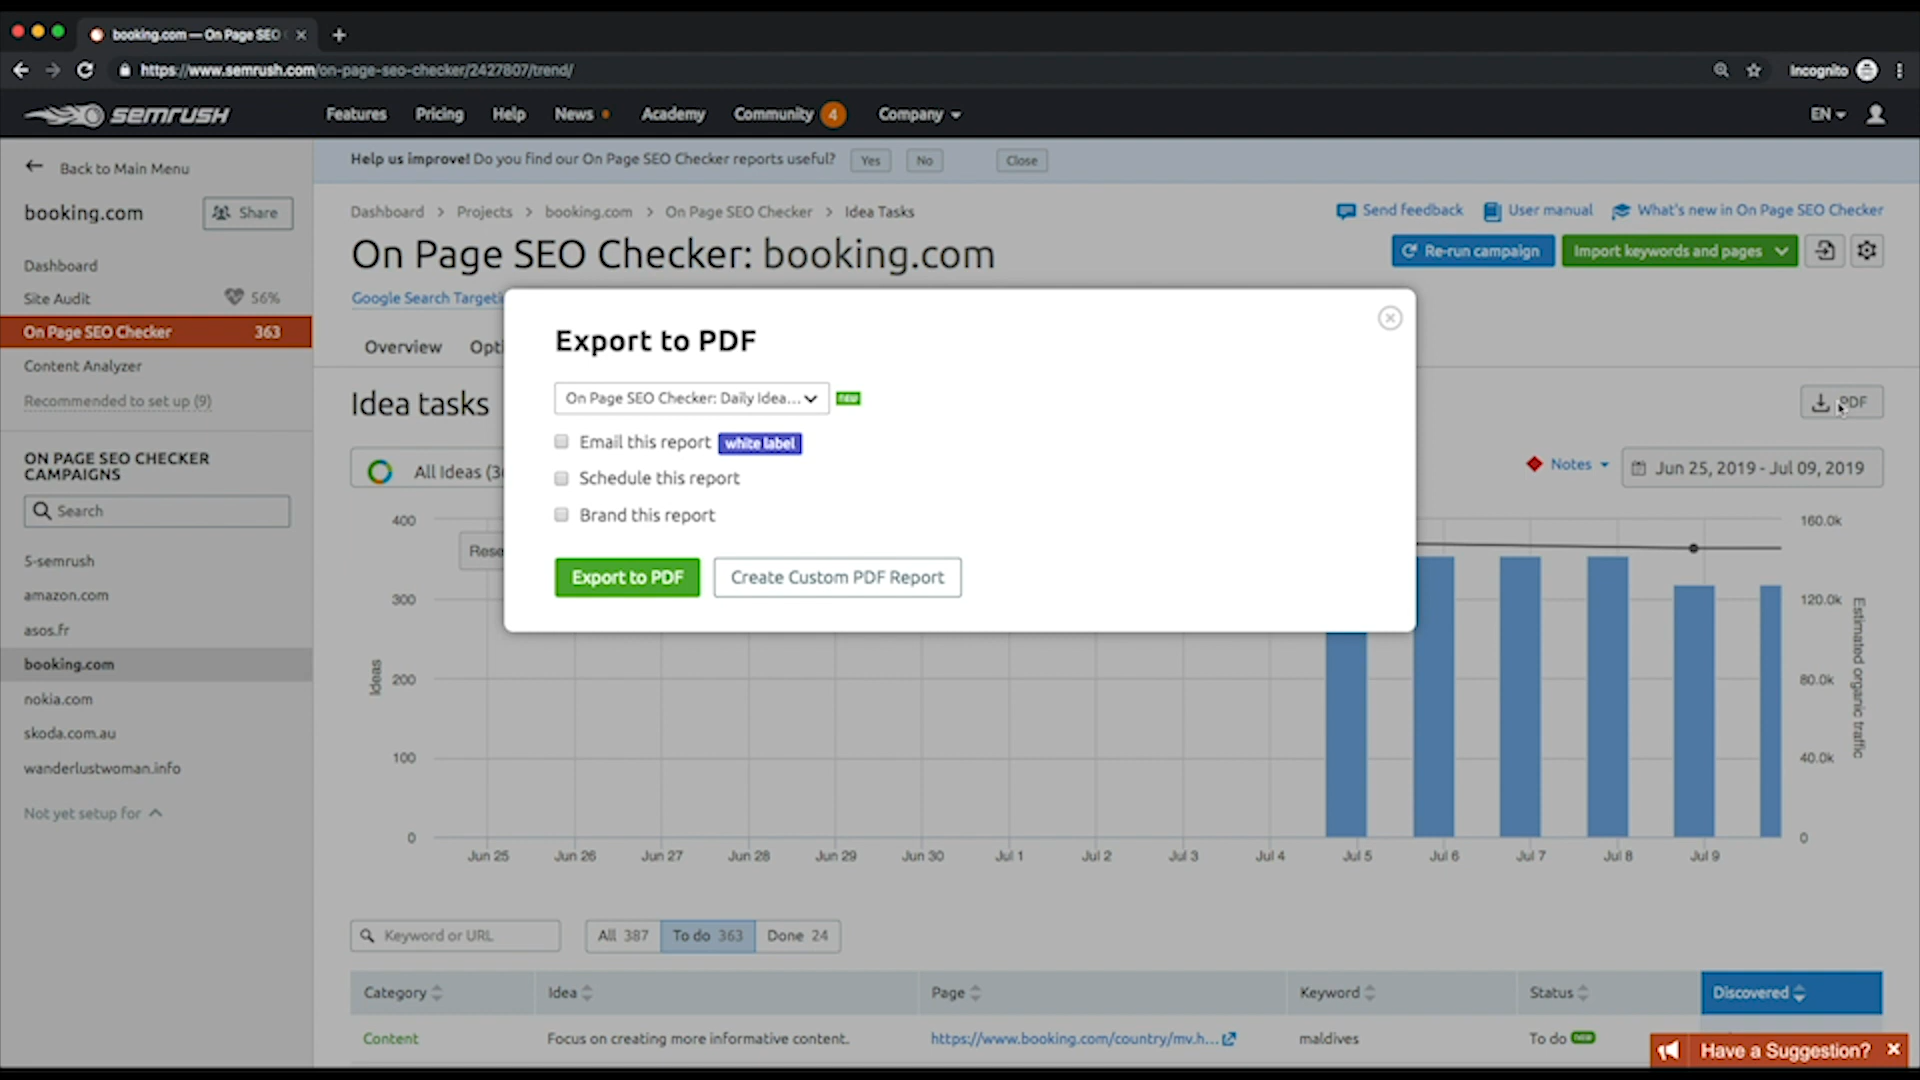 booking.com — On Page SEO
https://www.semrush.com/on-page-seo-checker/2427807/trend/
Incognito
SEMRUSH
Features
Pricing
Help
News
Academy
Community 4
Company
EN
Back to Main Menu
booking.com
Share
Dashboard
Site Audit 56%
On Page SEO Checker 363
Content Analyzer
Recommended to set up (9)
ON PAGE SEO CHECKER
CAMPAIGNS
Search
5-semrush
amazon.com
asos.fr
booking.com
nokia.com
skoda.com.au
wanderlustwoman.info
Not yet setup for
Help us improve! Do you find our On Page SEO Checker reports useful?
Yes
No
Close
Dashboard > Projects > booking.com > On Page SEO Checker > Idea Tasks
Send feedback
User manual
What's new in On Page SEO Checker
On Page SEO Checker: booking.com
Re-run campaign
Import keywords and pages
Google Search Targeti
Overview
Opti
Idea tasks
PDF
All Ideas (3
Notes
Jun 25, 2019 - Jul 09, 2019
Export to PDF
On Page SEO Checker: Daily Idea...
new
Email this report
white label
Schedule this report
Brand this report
Export to PDF
Create Custom PDF Report
Rese
400
300
200
100
0
Ideas
160.0k
120.0k
80.0k
40.0k
0
Estimated organic traffic
Jun 25
Jun 26
Jun 27
Jun 28
Jun 29
Jun 30
Jul 1
Jul 2
Jul 3
Jul 4
Jul 5
Jul 6
Jul 7
Jul 8
Jul 9
Keyword or URL
All 387
To do 363
Done 24
Category
Idea
Page
Keyword
Status
Discovered
Content
Focus on creating more informative content.
https://www.booking.com/country/mv.h...
maldives
To do new
Have a Suggestion?